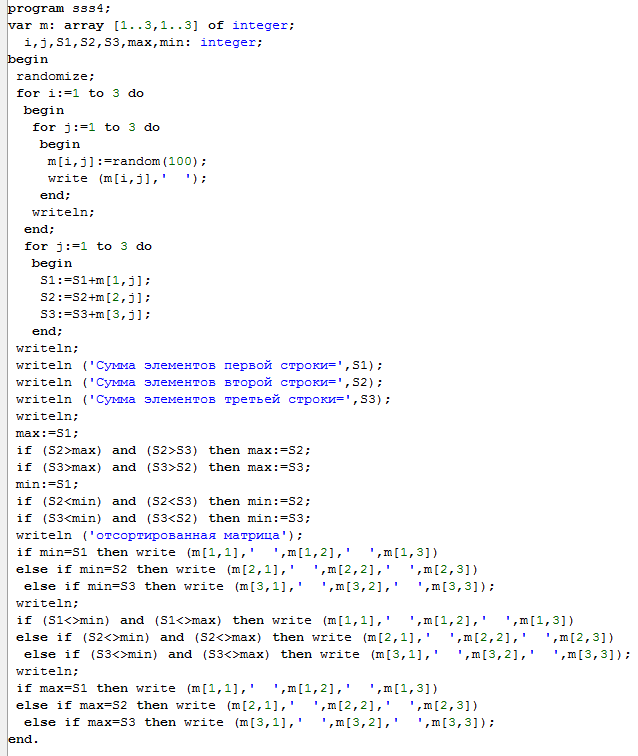 program sss4;
var m: array [1..3,1..3] of integer;
  i,j,S1,S2,S3,max,min: integer;
begin
 randomize;
 for i:=1 to 3 do
  begin
   for j:=1 to 3 do
    begin
     m[i,j]:=random(100);
     write (m[i,j],'  ');
    end;
   writeln;
  end;
  for j:=1 to 3 do
   begin
    S1:=S1+m[1,j];
    S2:=S2+m[2,j];
    S3:=S3+m[3,j];
   end;
 writeln;
 writeln ('Сумма элементов первой строки=',S1);
 writeln ('Сумма элементов второй строки=',S2);
 writeln ('Сумма элементов третьей строки=',S3);
 writeln;
 max:=S1;
 if (S2>max) and (S2>S3) then max:=S2;
 if (S3>max) and (S3>S2) then max:=S3;
 min:=S1;
 if (S2<min) and (S2<S3) then min:=S2;
 if (S3<min) and (S3<S2) then min:=S3;
 writeln ('отсортированная матрица');
 if min=S1 then write (m[1,1],'  ',m[1,2],'  ',m[1,3])
 else if min=S2 then write (m[2,1],'  ',m[2,2],'  ',m[2,3])
  else if min=S3 then write (m[3,1],'  ',m[3,2],'  ',m[3,3]);
 writeln;
 if (S1<>min) and (S1<>max) then write (m[1,1],'  ',m[1,2],'  ',m[1,3])
 else if (S2<>min) and (S2<>max) then write (m[2,1],'  ',m[2,2],'  ',m[2,3])
  else if (S3<>min) and (S3<>max) then write (m[3,1],'  ',m[3,2],'  ',m[3,3]);
 writeln;
 if max=S1 then write (m[1,1],'  ',m[1,2],'  ',m[1,3])
 else if max=S2 then write (m[2,1],'  ',m[2,2],'  ',m[2,3])
  else if max=S3 then write (m[3,1],'  ',m[3,2],'  ',m[3,3]);
end.